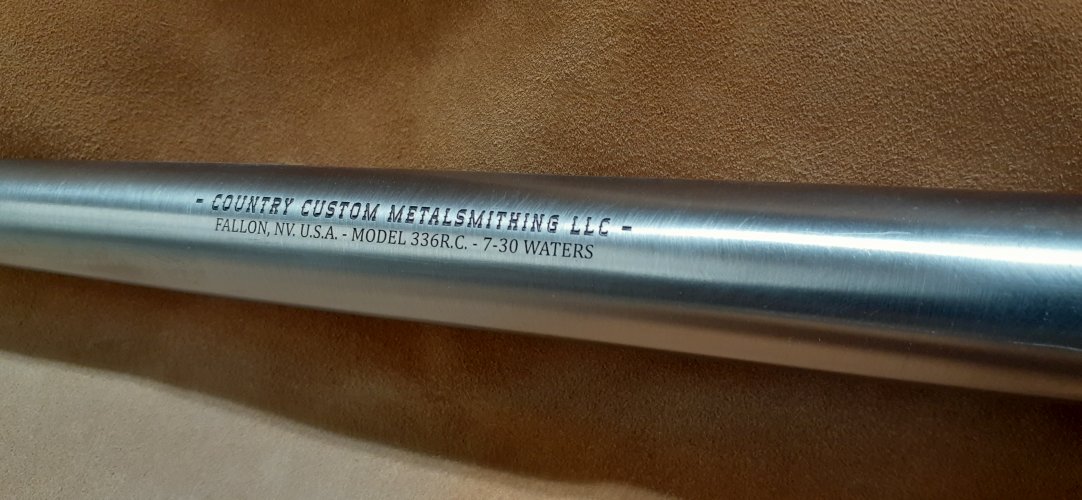 - COUNTRY CUSTOM METALSMITHING LLC -
FALLON, NV. U.S.A. - MODEL 336R.C. - 7-30 WATERS